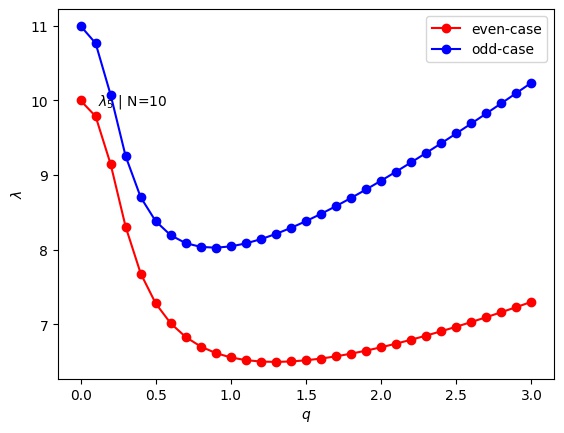 11
10
9
8
7
λ
0.0 0.5 1.0 1.5 2.0 2.5 3.0
q
even-case
odd-case
λ₅ | N=10